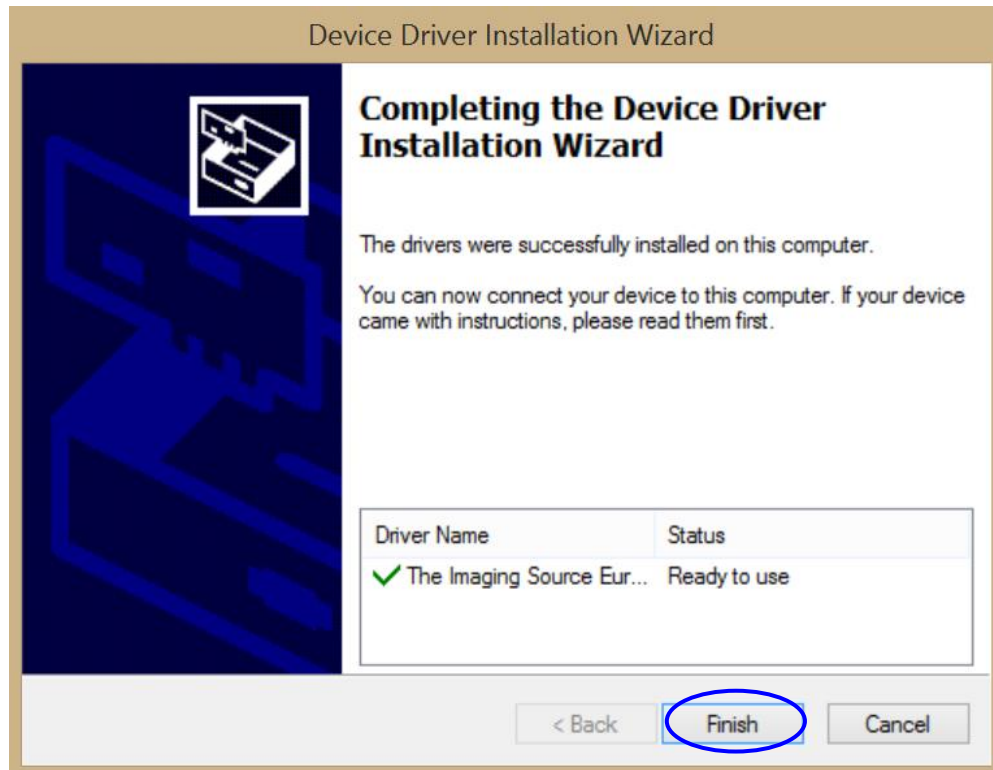 Device Driver Installation Wizard
Completing the Device Driver
Installation Wizard
The drivers were successfully installed on this computer.
You can now connect your device to this computer. If your device
came with instructions, please read them first.
Driver Name Status
The Imaging Source Eur... Ready to use
< Back Finish Cancel